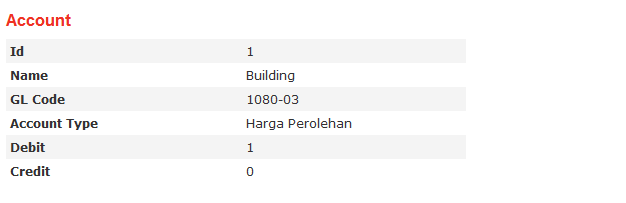 Account
Id 1
Name Building
GL Code 1080-03
Account Type Harga Perolehan
Debit 1
Credit 0